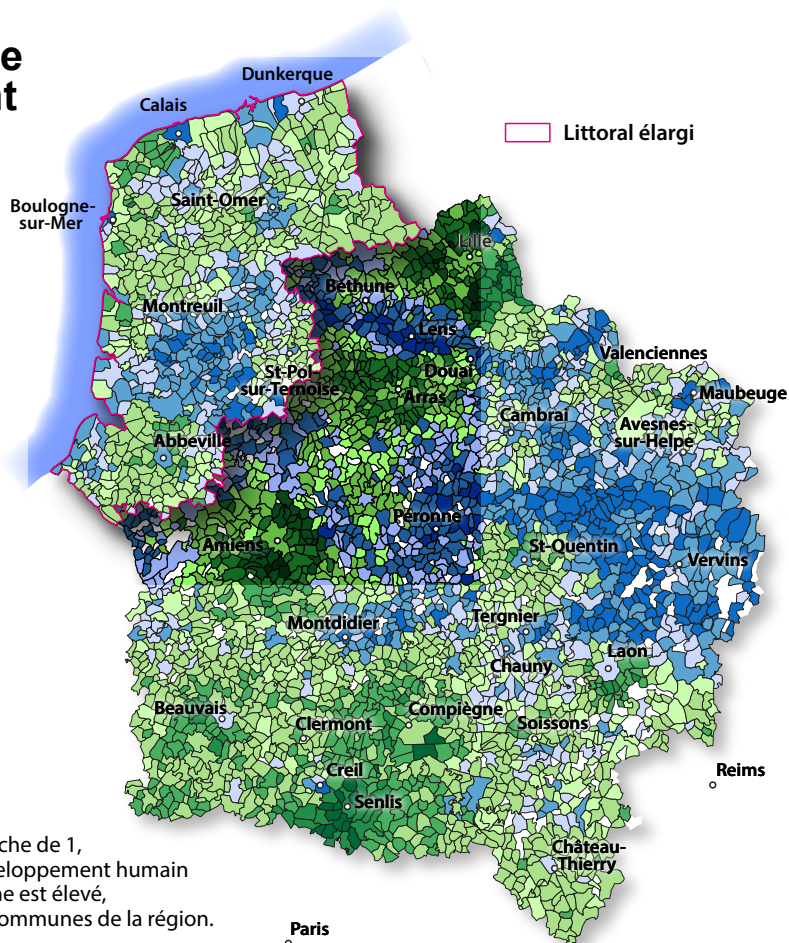 e
nt
Dunkerque
Calais
Littoral élargi
Saint-Omer
Boulogne-
sur-Mer
Lille
Béthune
Montreuil
Lens
Valenciennes
St-Pol-
sur-Ternoise
Douai
Maubeuge
Arras
Cambrai
Avesnes-
sur-Helpe
Abbeville
Péronne
Amiens
St-Quentin
Vervins
Montdidier
Tergnier
Laon
Chauny
Beauvais
Clermont
Compiègne
Soissons
Creil
Reims
Senlis
che de 1,
eloppement humain
ne est élevé,
communes de la région.
Château-
Thierry
Paris